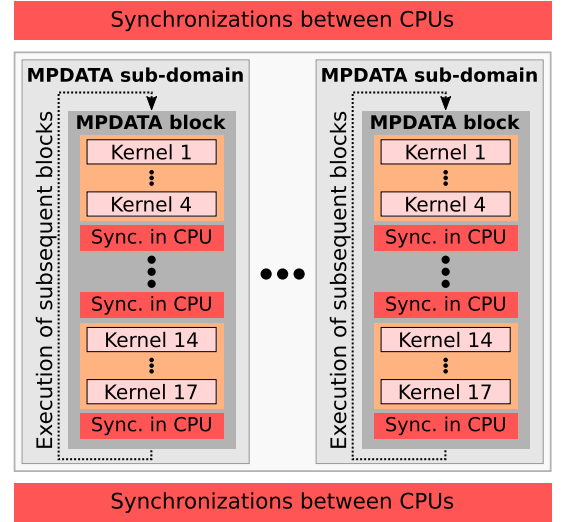 Synchronizations between CPUs
MPDATA sub-domain
Execution of subsequent blocks
MPDATA block
Kernel 1
Kernel 4
Sync. in CPU
Sync. in CPU
Kernel 14
Kernel 17
Sync. in CPU
MPDATA sub-domain
Execution of subsequent blocks
MPDATA block
Kernel 1
Kernel 4
Sync. in CPU
Sync. in CPU
Kernel 14
Kernel 17
Sync. in CPU
Synchronizations between CPUs